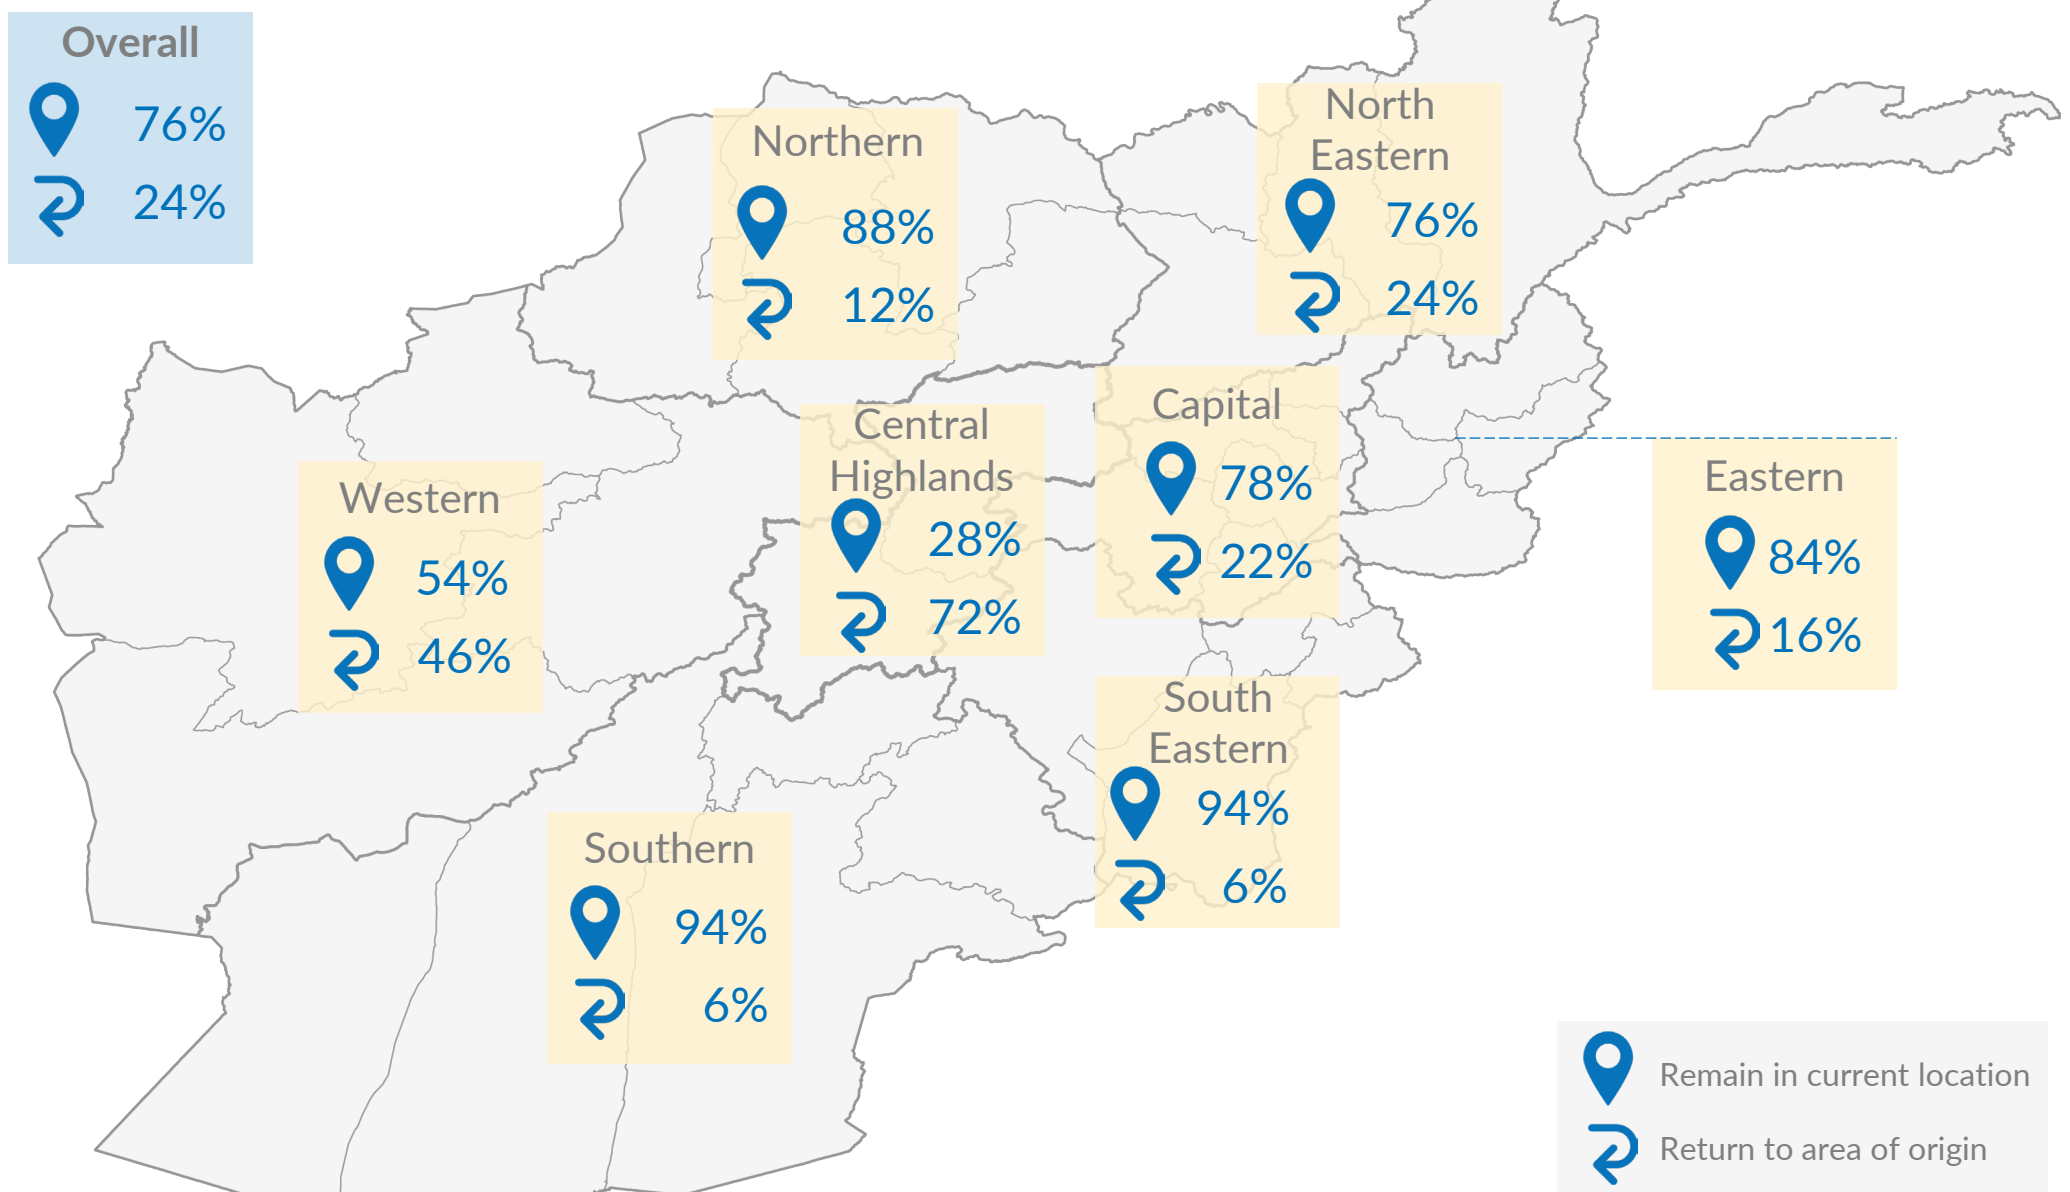 Overall
76%
24%
Northern
88%
12%
North
Eastern
76%
24%
Western
54%
46%
Central
Highlands
28%
72%
Capital
78%
22%
Eastern
84%
16%
Southern
94%
6%
South
Eastern
94%
6%
Remain in current location
Return to area of origin